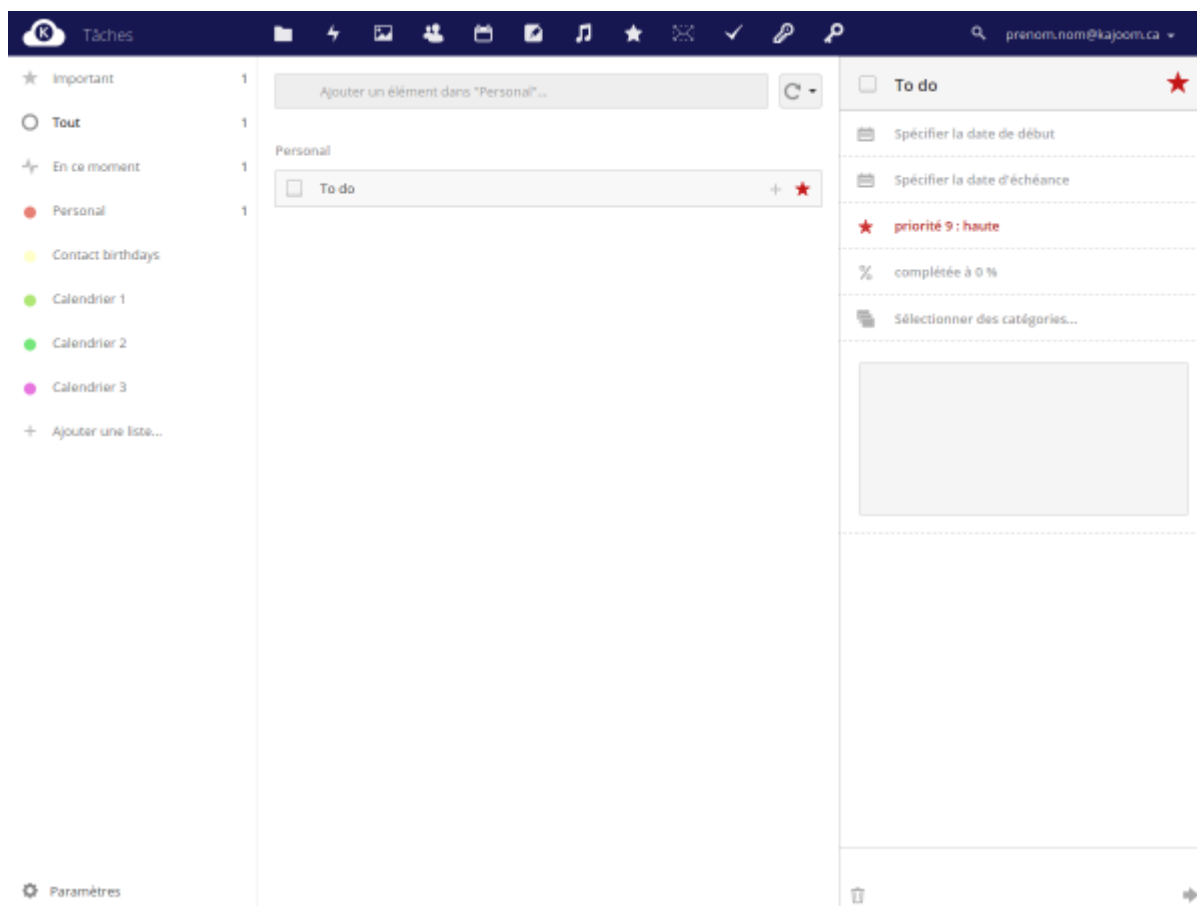 K Tâches
prenom.nom@kajoom.ca
Important 1
Tout 1
En ce moment 1
Personal 1
Contact birthdays
Calendrier 1
Calendrier 2
Calendrier 3
Ajouter une liste...
Paramètres
Ajouter un élément dans "Personal"...
Personal
To do
To do
Spécifier la date de début
Spécifier la date d'échéance
priorité 9 : haute
% complétée à 0 %
Sélectionner des catégories...